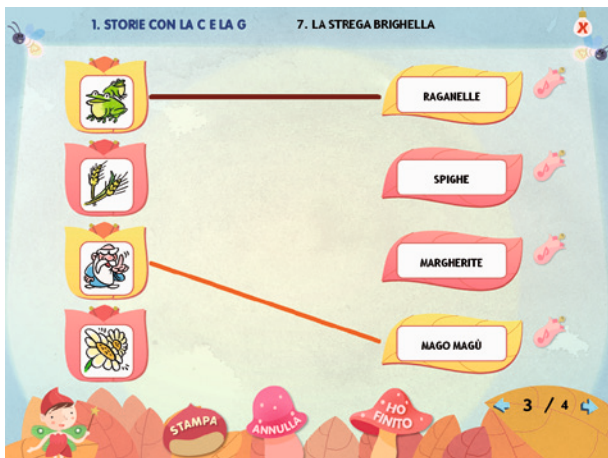 1. STORIE CON LA C E LA G
7. LA STREGA BRIGHELLA
X
RAGANELLE
SPIGHE
MARGHERITE
MAGO MAGÙ
STAMPA
ANNULLA
HO
FINITO
3 / 4